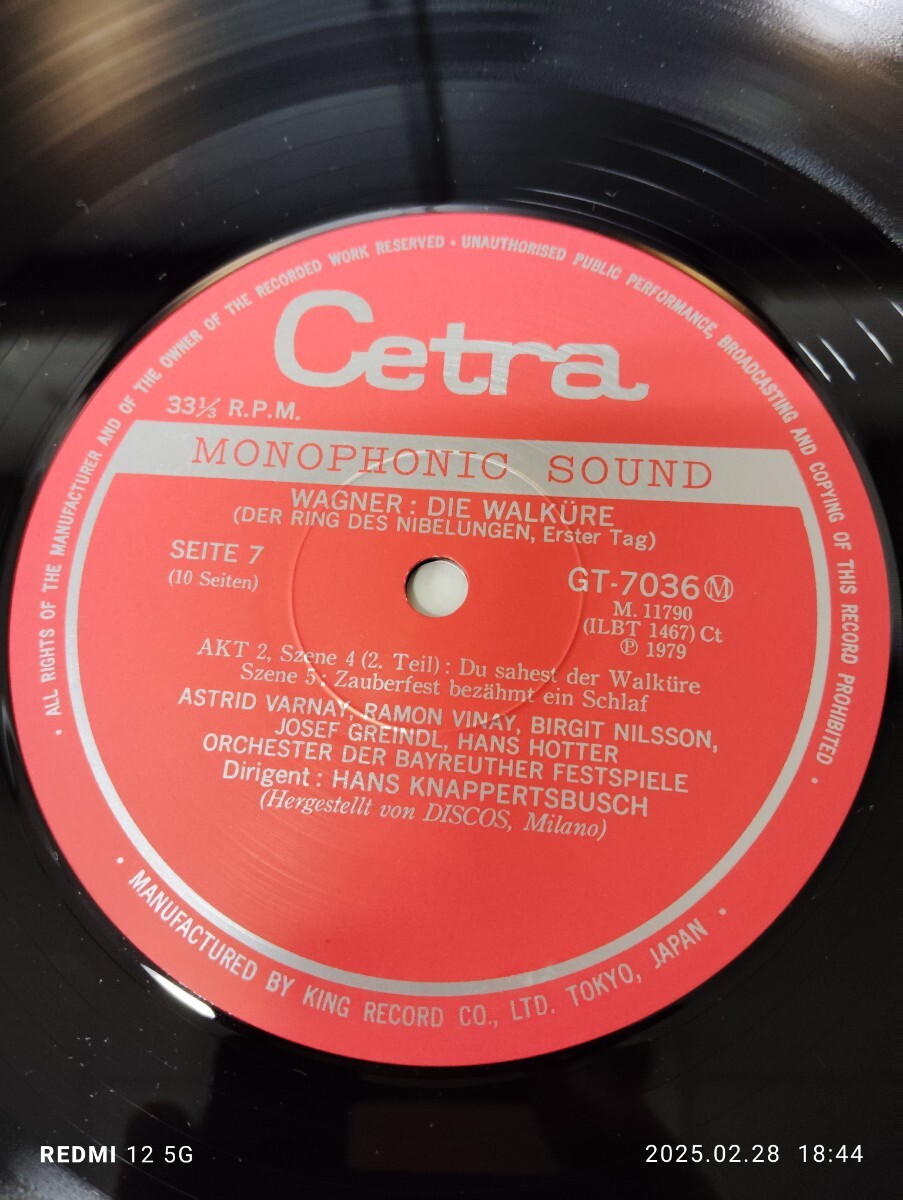 ALL RIGHTS OF THE MANUFACTURER AND OF THE OWNER OF THE RECORDED WORK RESERVED • UNAUTHORISED PUBLIC PERFORMANCE, BROADCASTING AND COPYING OF THIS RECORD PROHIBITED •
Cetra
33⅓ R.P.M.
MONOPHONIC SOUND
WAGNER : DIE WALKÜRE
(DER RING DES NIBELUNGEN, Erster Tag)
SEITE 7
(10 Seiten)
GT-7036 Ⓜ
M. 11790
(ILBT 1467) Ct
℗ 1979
AKT 2, Szene 4 (2. Teil) : Du sahest der Walküre
Szene 5 : Zauberfest bezähmt ein Schlaf
ASTRID VARNAY, RAMON VINAY, BIRGIT NILSSON,
JOSEF GREINDL, HANS HOTTER
ORCHESTER DER BAYREUTHER FESTSPIELE
Dirigent : HANS KNAPPERTSBUSCH
(Hergestellt von DISCOS, Milano)
• MANUFACTURED BY KING RECORD CO., LTD. TOKYO, JAPAN •
REDMI 12 5G
2025.02.28 18:44